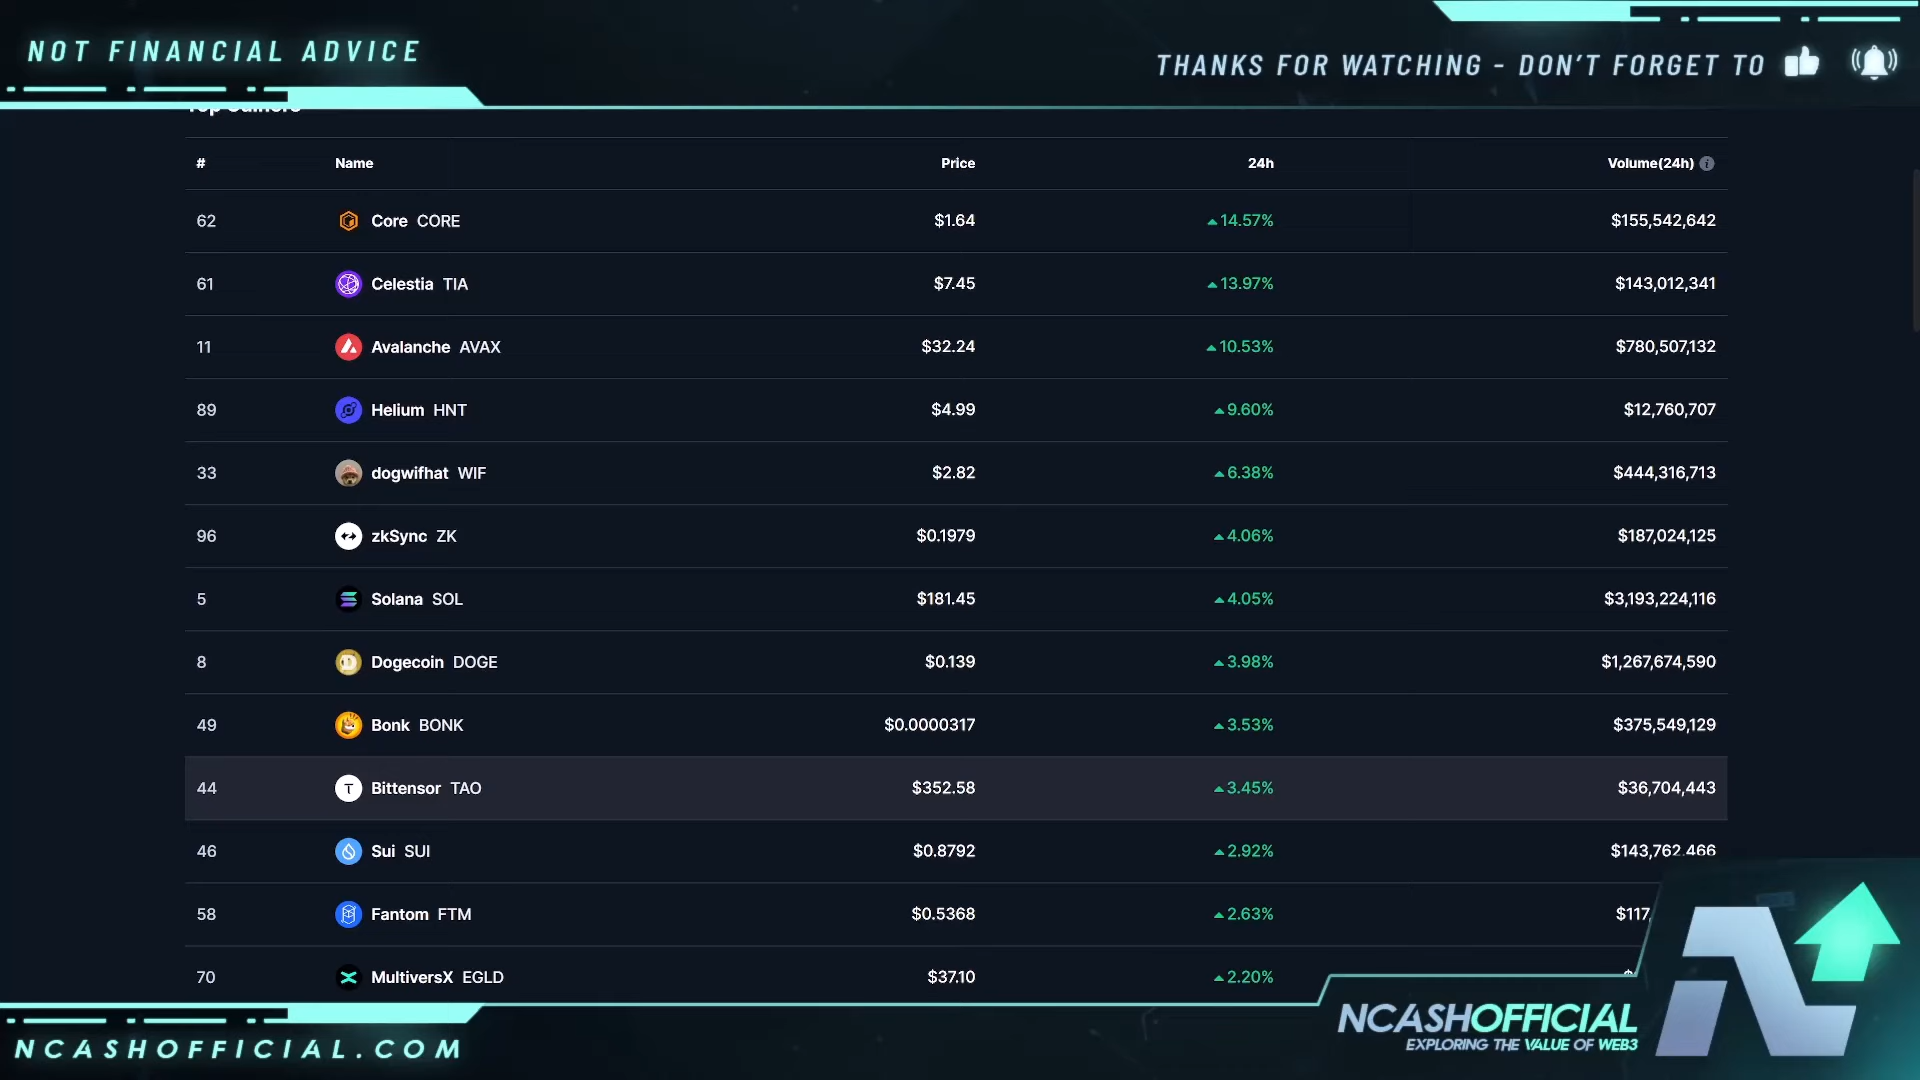 NOT FINANCIAL ADVICE
THANKS FOR WATCHING - DON'T FORGET TO
Top Gainers
# Name Price 24h Volume(24h)
62 Core CORE $1.64 14.57% $155,542,642
61 Celestia TIA $7.45 13.97% $143,012,341
11 Avalanche AVAX $32.24 10.53% $780,507,132
89 Helium HNT $4.99 9.60% $12,760,707
33 dogwifhat WIF $2.82 6.38% $444,316,713
96 zkSync ZK $0.1979 4.06% $187,024,125
5 Solana SOL $181.45 4.05% $3,193,224,116
8 Dogecoin DOGE $0.139 3.98% $1,267,674,590
49 Bonk BONK $0.0000317 3.53% $375,549,129
44 Bittensor TAO $352.58 3.45% $36,704,443
46 Sui SUI $0.8792 2.92% $143,762,466
58 Fantom FTM $0.5368 2.63% $117,
70 MultiversX EGLD $37.10 2.20%
NCASHOFFICIAL
EXPLORING THE VALUE OF WEB3
NCASHOFFICIAL.COM